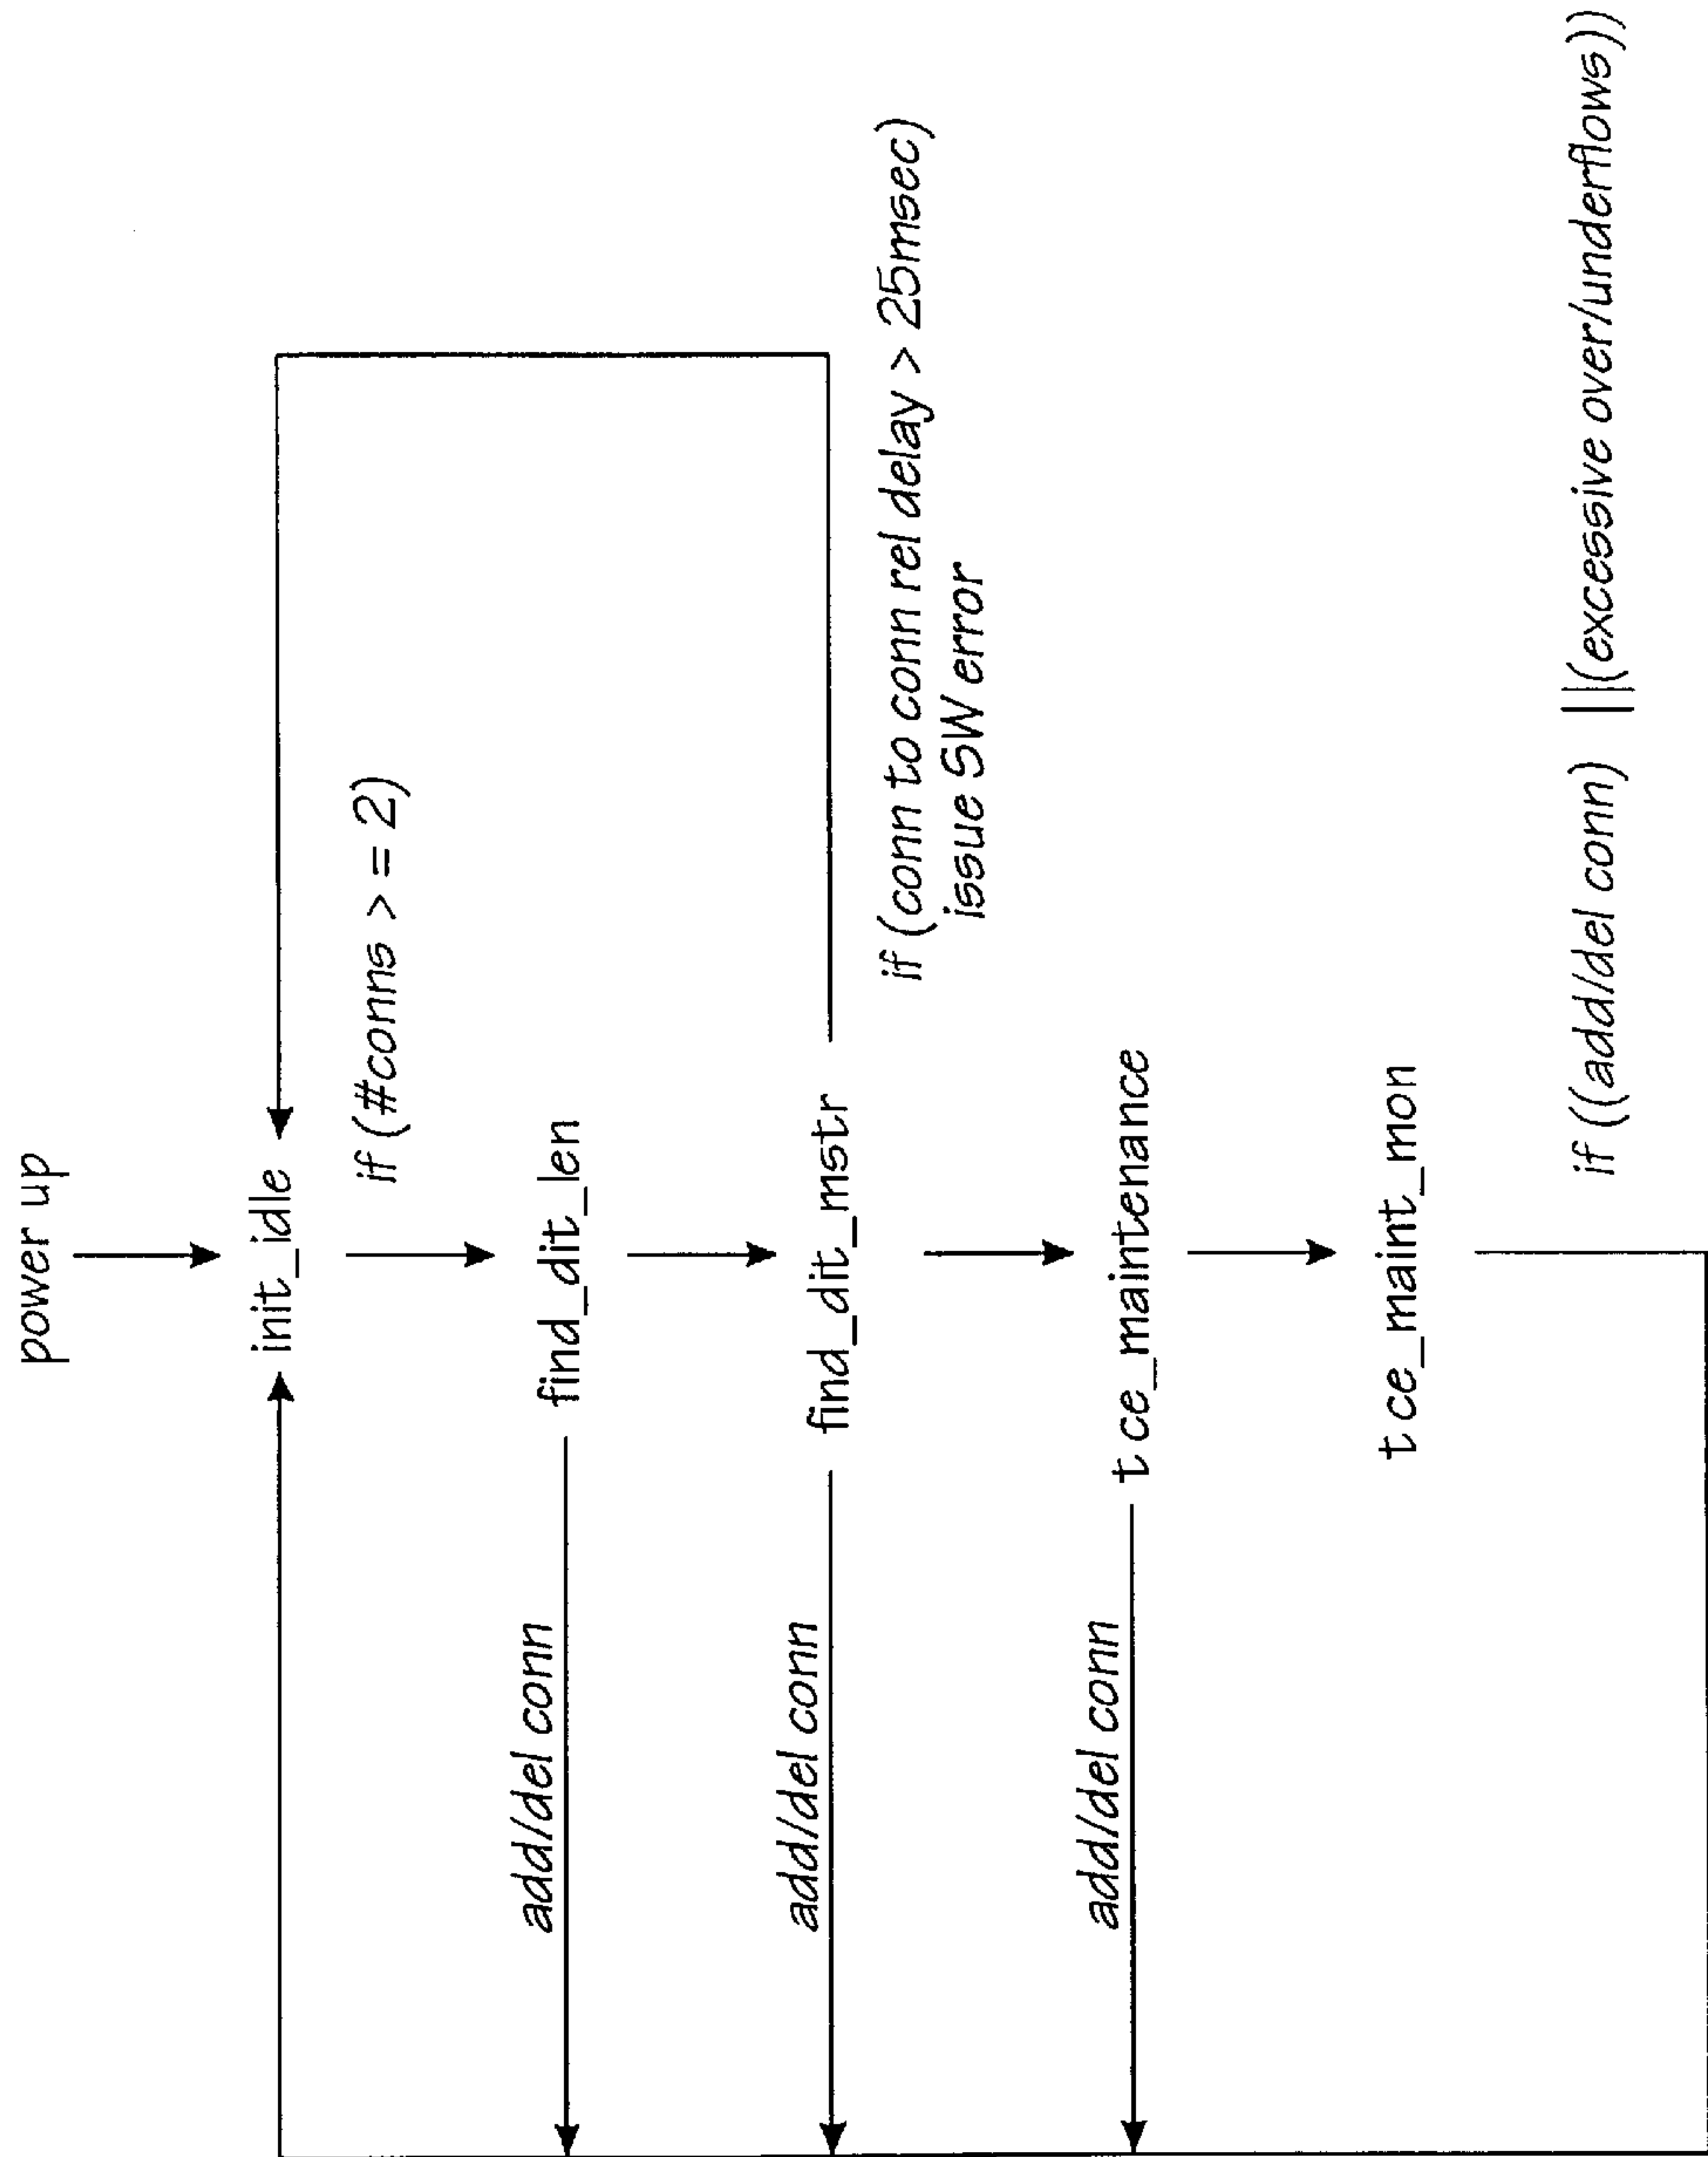 power up
init_idle
if (#conns > = 2)
find_dit_len
add/del conn
find_dit_mstr
add/del conn
if (conn to conn rel delay > 25msec)
issue SW error
t ce_maintenance
add/del conn
t ce_maint_mon
if ((add/del conn) ||(excessive over/underflows))